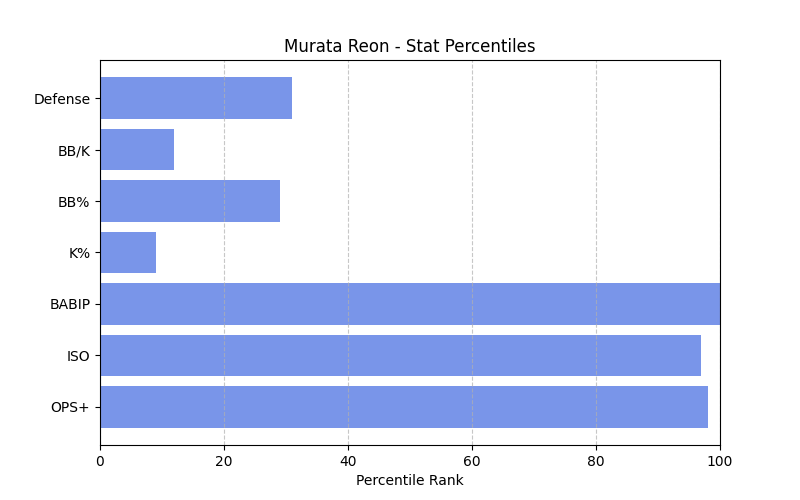 Murata Reon - Stat Percentiles
Defense
BB/K
BB%
K%
BABIP
ISO
OPS+
0 20 40 60 80 100
Percentile Rank